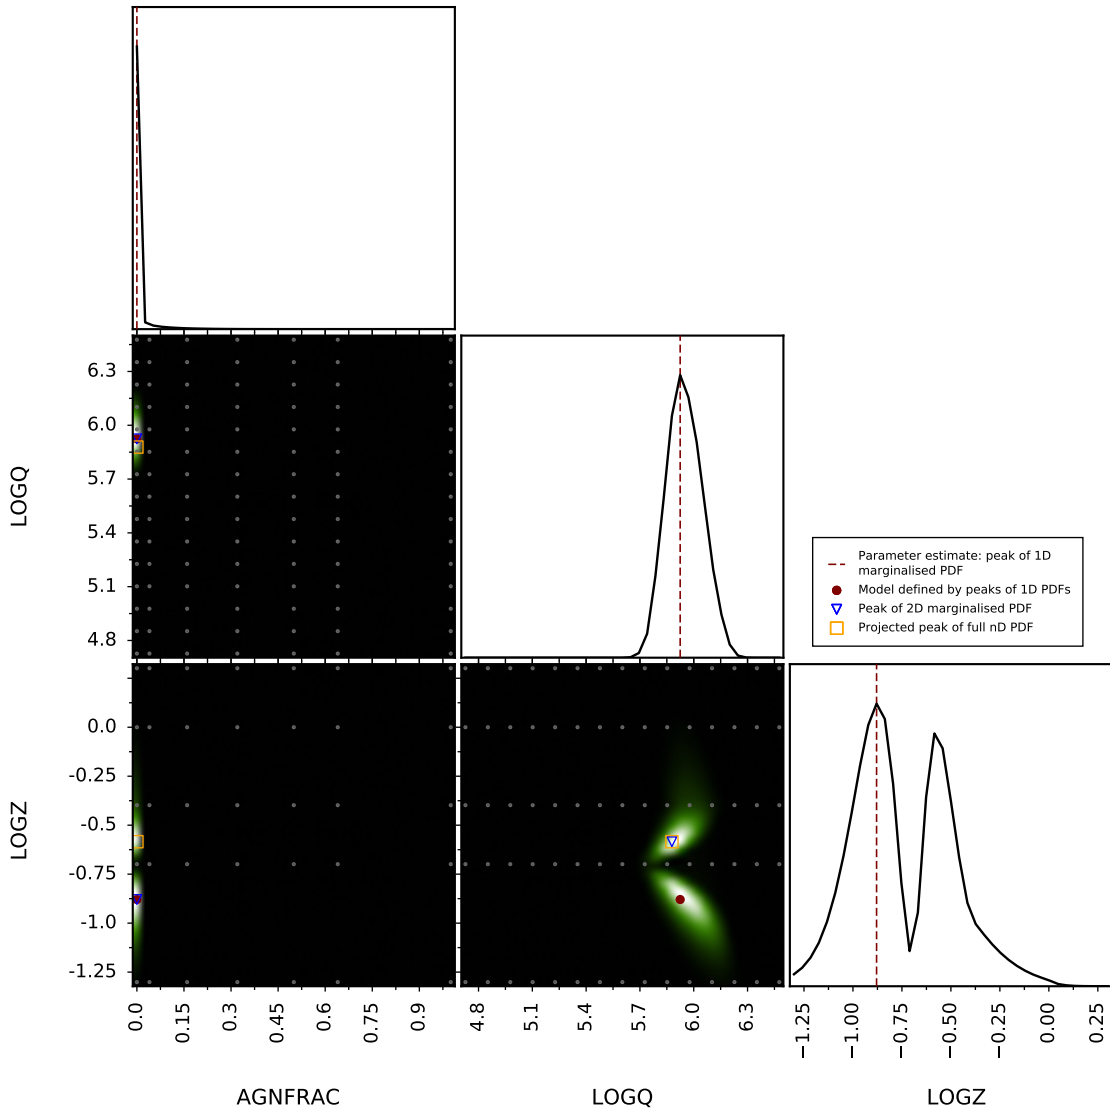 6.3
6.0
5.7
5.4
5.1
4.8
LOGQ
Parameter estimate: peak of 1D
marginalised PDF
Model defined by peaks of 1D PDFs
Peak of 2D marginalised PDF
Projected peak of full nD PDF
0.0
-0.25
-0.5
-0.75
-1.0
-1.25
LOGZ
0.0 0.15 0.3 0.45 0.6 0.75 0.9
4.8 5.1 5.4 5.7 6.0 6.3
−1.25 −1.00 −0.75 −0.50 −0.25 0.00 0.25
AGNFRAC LOGQ LOGZ